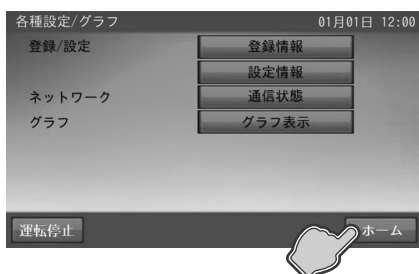 各種設定/グラフ 01月01日 12:00
登録/設定 登録情報
設定情報
ネットワーク 通信状態
グラフ グラフ表示
運転停止 ホーム